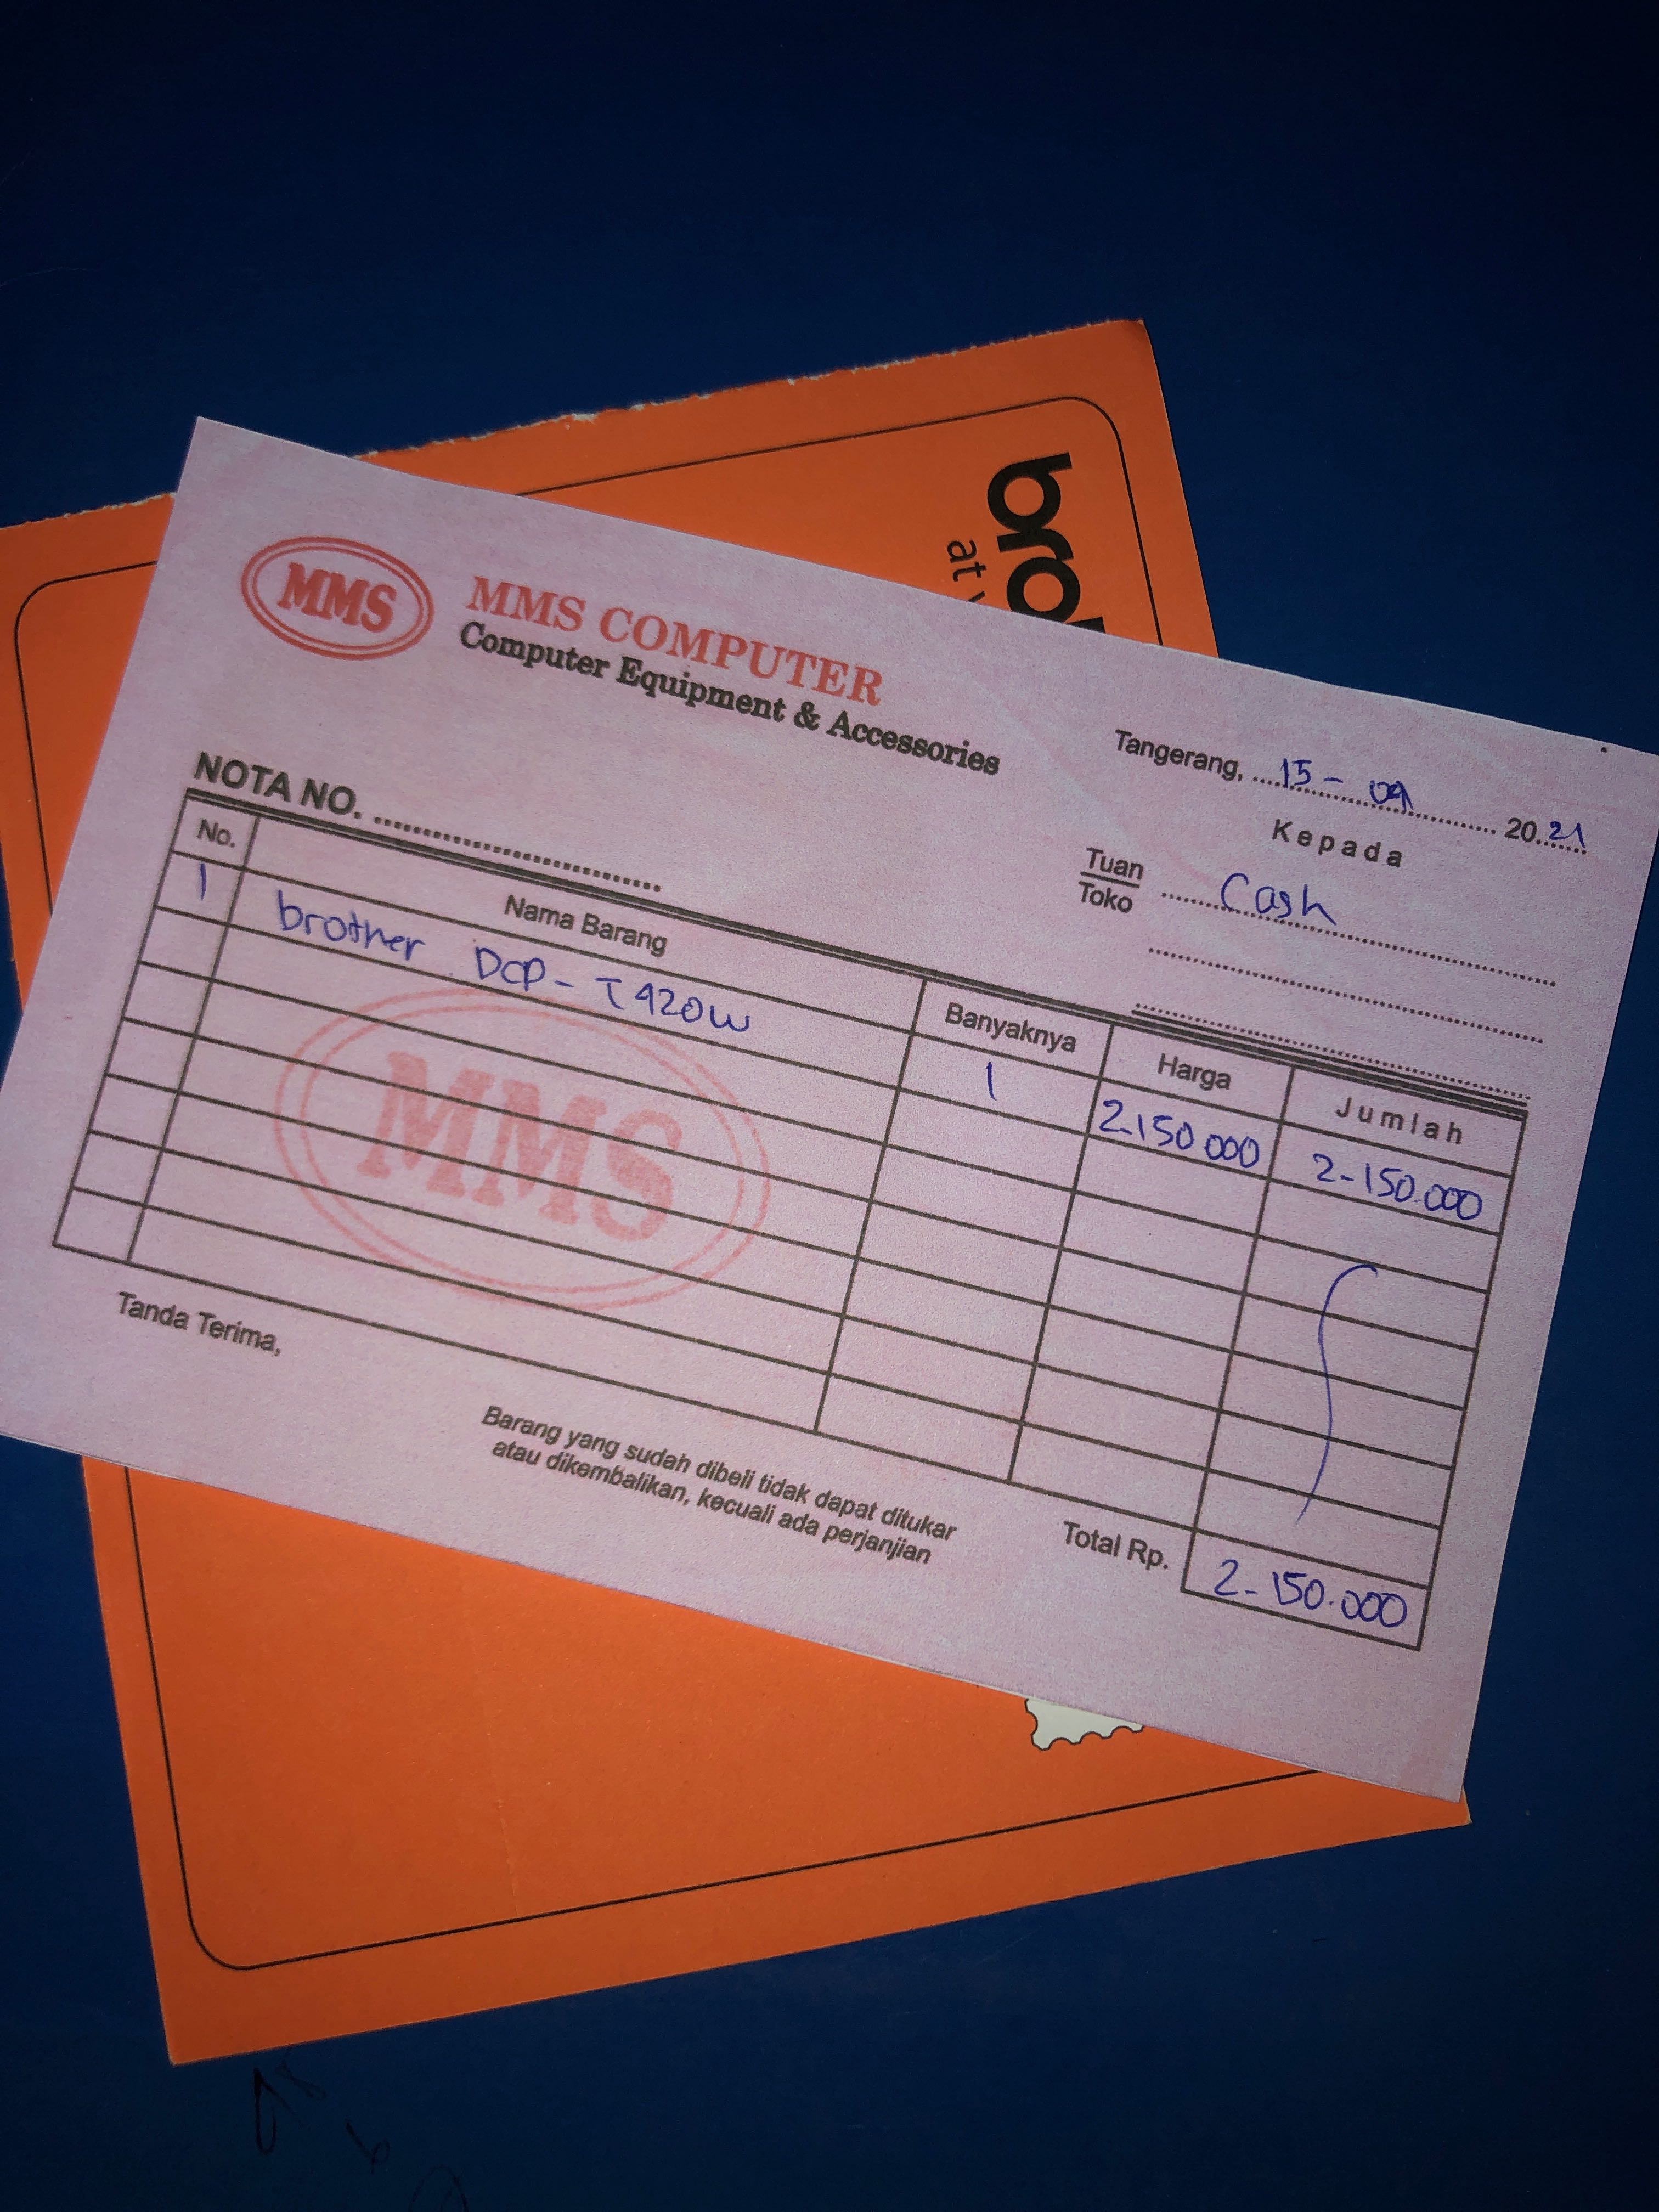 bro
at
MMS
MMS COMPUTER
Computer Equipment & Accessories
Tangerang, 15 - 09 2021
Kepada
Tuan
Toko
Cash
NOTA NO.
No. Nama Barang Banyaknya Harga Jumlah
1 brother DCP-T420W 1 2.150.000 2-150.000
MMS
Tanda Terima,
Barang yang sudah dibeli tidak dapat ditukar
atau dikembalikan, kecuali ada perjanjian
Total Rp. 2-150.000